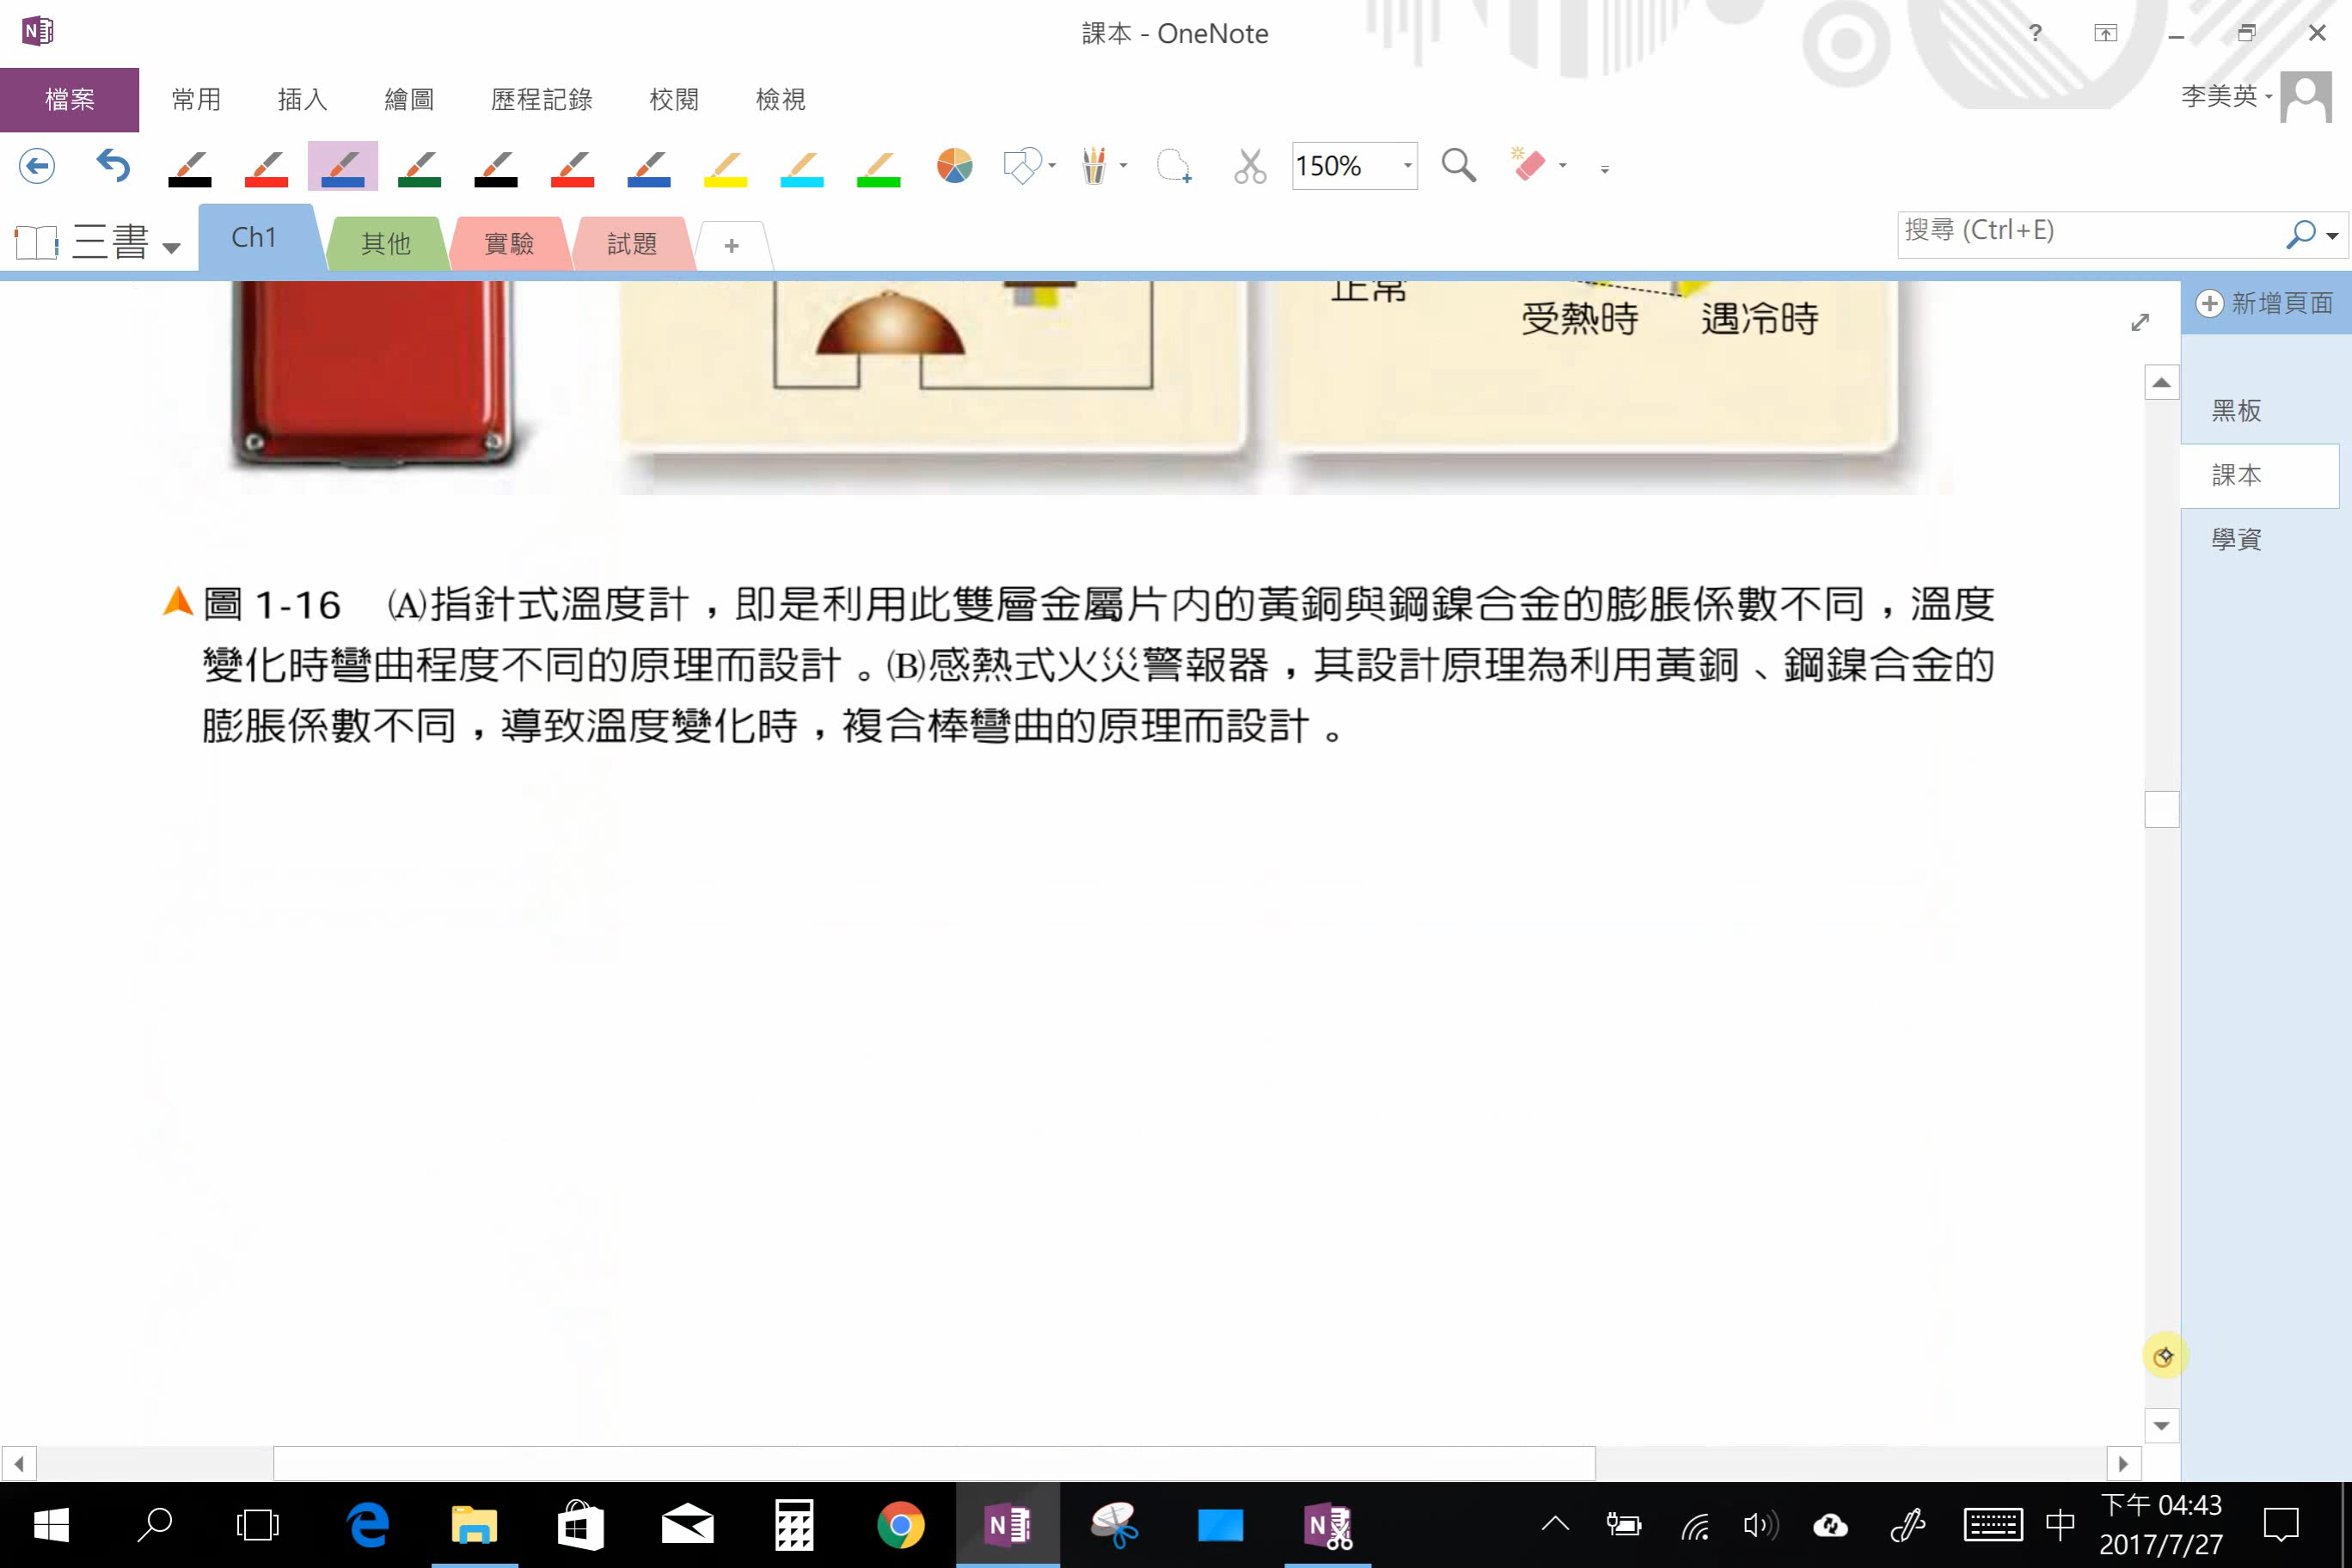 課本 - OneNote
?
檔案 常用 插入 繪圖 歷程記錄 校閱 檢視 李美英
150%
三書 Ch1 其他 實驗 試題 + 搜尋 (Ctrl+E)
新增頁面
黑板
課本
學資
正常
受熱時 遇冷時
圖 1-16 (A)指針式溫度計，即是利用此雙層金屬片內的黃銅與鋼鎳合金的膨脹係數不同，溫度
變化時彎曲程度不同的原理而設計。(B)感熱式火災警報器，其設計原理為利用黃銅、鋼鎳合金的
膨脹係數不同，導致溫度變化時，複合棒彎曲的原理而設計。
中 下午 04:43
2017/7/27